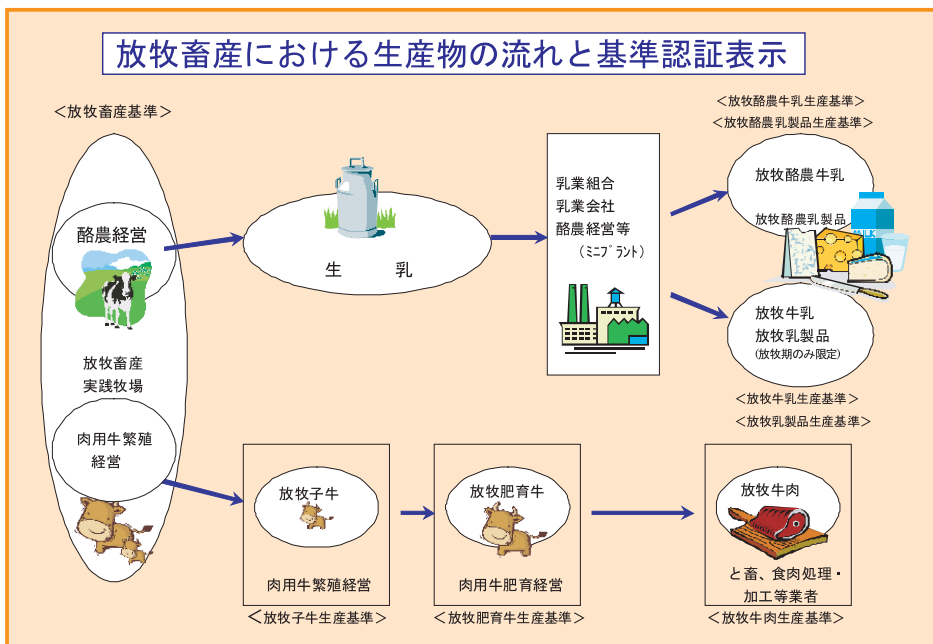 放牧畜産における生産物の流れと基準認証表示
＜放牧畜産基準＞
酪農経営
放牧畜産
実践牧場
肉用牛繁殖
経営
生　乳
乳業組合
乳業会社
酪農経営等
（ﾐﾆﾌﾟﾗﾝﾄ）
＜放牧酪農牛乳生産基準＞
＜放牧酪農乳製品生産基準＞
放牧酪農牛乳
放牧酪農乳製品
MILK
放牧牛乳
放牧乳製品
(放牧期のみ限定)
＜放牧牛乳生産基準＞
＜放牧乳製品生産基準＞
放牧子牛
肉用牛繁殖経営
＜放牧子牛生産基準＞
放牧肥育牛
肉用牛肥育経営
＜放牧肥育牛生産基準＞
放牧牛肉
と畜、食肉処理・
加工等業者
＜放牧牛肉生産基準＞